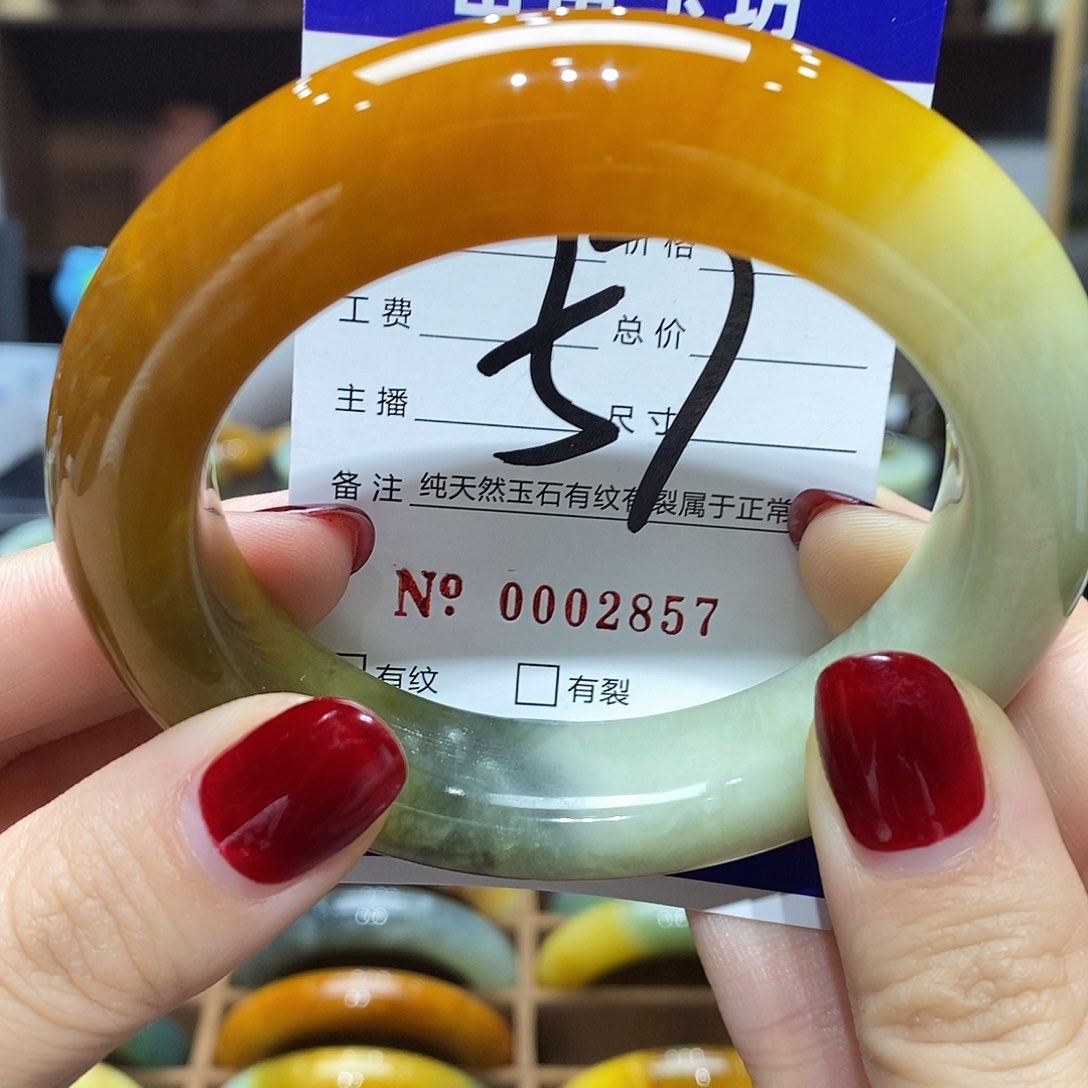 价格
工费 总价
主播 尺寸
备注 纯天然玉石有纹有裂属于正常
57
Nº 0002857
有纹 有裂